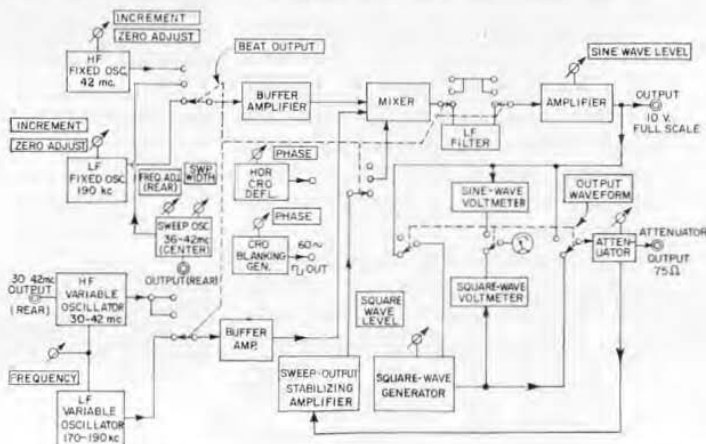 INCREMENT
ZERO ADJUST
HF
FIXED OSC.
42 mc.
BEAT OUTPUT
BUFFER
AMPLIFIER
MIXER
LF
FILTER
SINE WAVE LEVEL
AMPLIFIER
OUTPUT
10 V.
FULL SCALE
INCREMENT
ZERO ADJUST
LF
FIXED OSC.
190 kc
FREQ. ADJ.
(REAR)
SWP.
WIDTH
SWEEP OSC.
36-42mc
(CENTER)
OUTPUT (REAR)
PHASE
HOR
CRO
DEFL.
PHASE
CRO
BLANKING
GEN.
60~
OUT
SINE-WAVE
VOLTMETER
OUTPUT
WAVEFORM
SQUARE-WAVE
VOLTMETER
ATTEN-
UATOR
ATTENUATOR
OUTPUT
75Ω
30-42mc
OUTPUT
(REAR)
HF
VARIABLE
OSCILLATOR
30-42 mc
BUFFER
AMP.
SQUARE
WAVE
LEVEL
FREQUENCY
LF
VARIABLE
OSCILLATOR
170-190 kc
SWEEP-OUTPUT
STABILIZING
AMPLIFIER
SQUARE-WAVE
GENERATOR